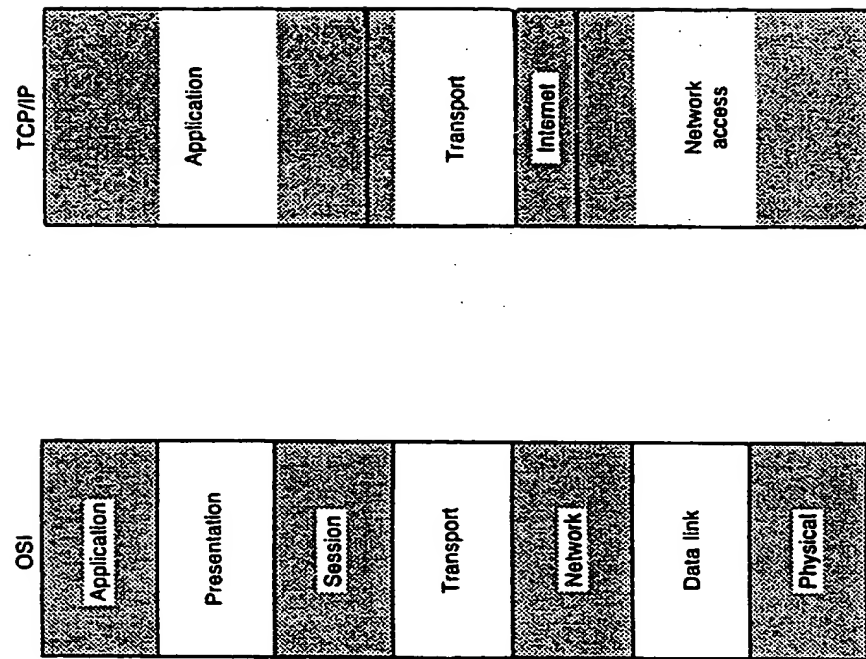 OSI
Application
Presentation
Session
Transport
Network
Data link
Physical
TCP/IP
Application
Transport
Internet
Network
access